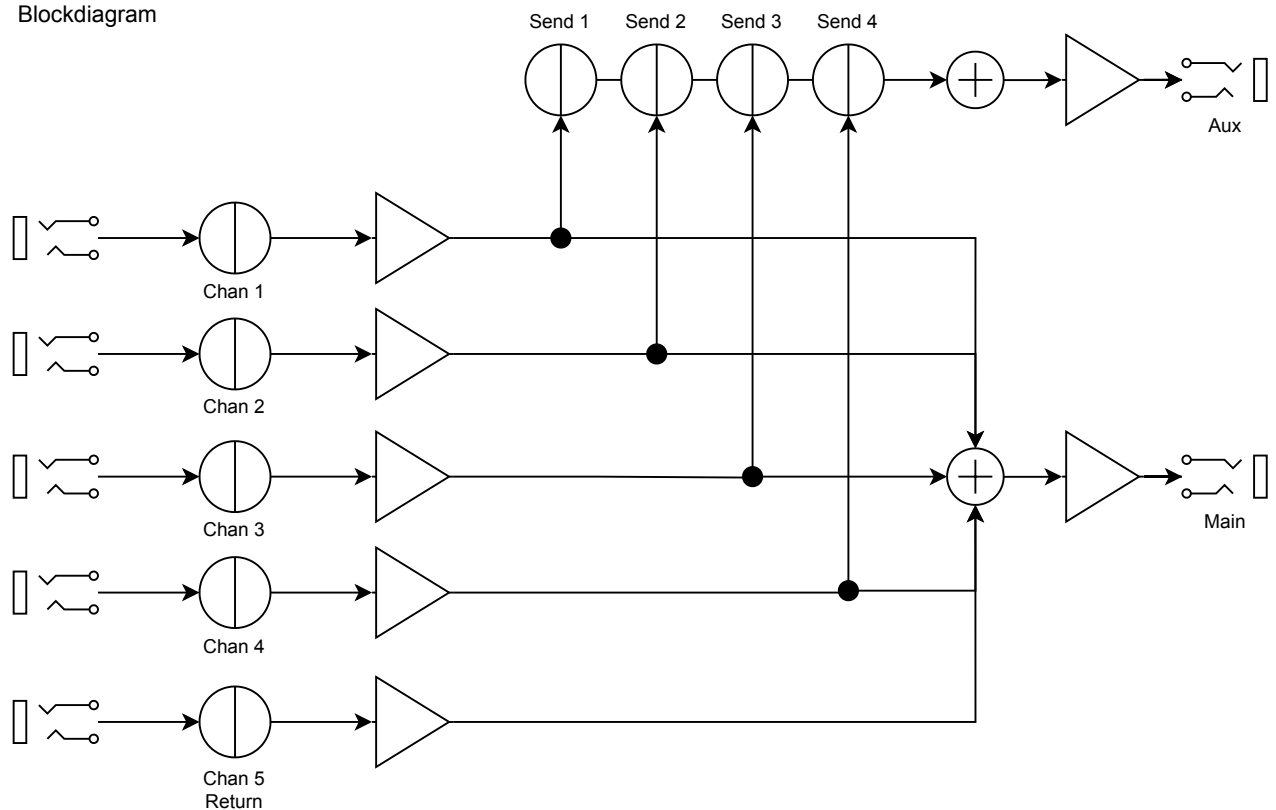 Blockdiagram
Send 1
Send 2
Send 3
Send 4
Aux
Chan 1
Chan 2
Chan 3
Main
Chan 4
Chan 5
Return